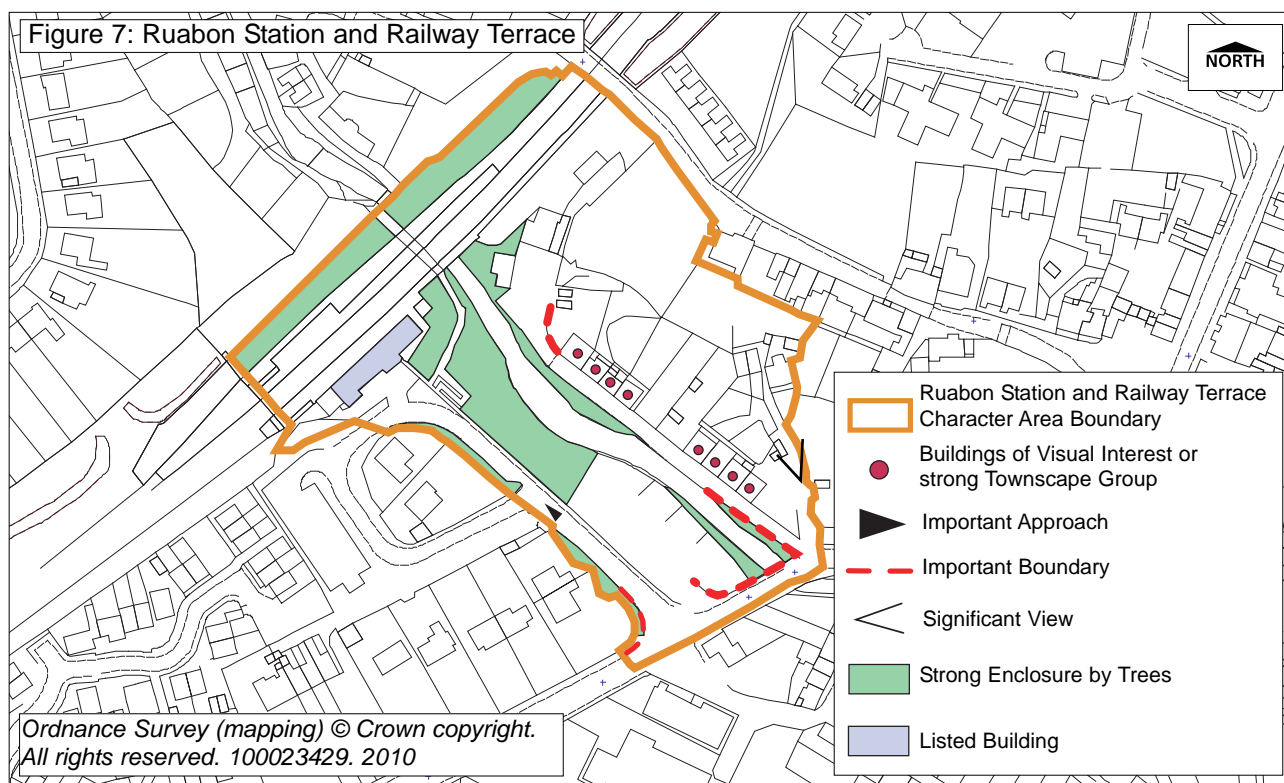 Figure 7: Ruabon Station and Railway Terrace
NORTH
Ruabon Station and Railway Terrace
Character Area Boundary
Buildings of Visual Interest or
strong Townscape Group
Important Approach
Important Boundary
Significant View
Strong Enclosure by Trees
Listed Building
Ordnance Survey (mapping) © Crown copyright.
All rights reserved. 100023429. 2010